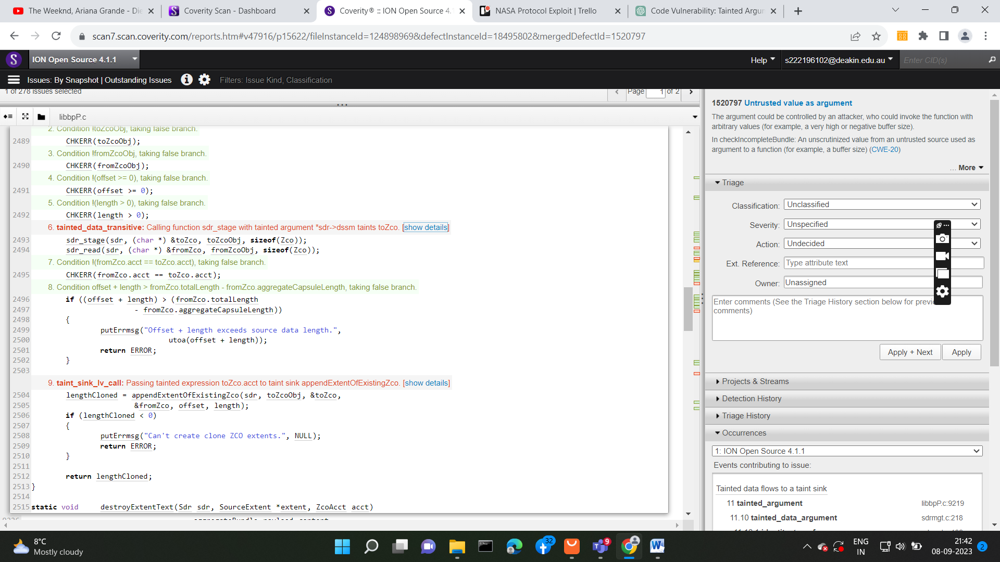 The Weeknd, Ariana Grande - Die
Coverity Scan - Dashboard
Coverity® :: ION Open Source 4.1
NASA Protocol Exploit | Trello
Code Vulnerability: Tainted Argum
scan7.scan.coverity.com/reports.htm#v47916/p15622/fileInstanceId=124898969&defectInstanceId=18495802&mergedDefectId=1520797
ION Open Source 4.1.1
Help
s222196102@deakin.edu.au
Enter CID(s)
Issues: By Snapshot | Outstanding Issues
Filters: Issue Kind, Classification
1 of 278 issues selected
Page 1 of 2
libbpP.c
2. Condition !toZcoObj, taking false branch.
2489 CHKERR(toZcoObj);
3. Condition !fromZcoObj, taking false branch.
2490 CHKERR(fromZcoObj);
4. Condition !(offset >= 0), taking false branch.
2491 CHKERR(offset >= 0);
5. Condition !(length > 0), taking false branch.
2492 CHKERR(length > 0);
6. tainted_data_transitive: Calling function sdr_stage with tainted argument *sdr->dssm taints toZco. [show details]
2493 sdr_stage(sdr, (char *) &toZco, toZcoObj, sizeof(Zco));
2494 sdr_read(sdr, (char *) &fromZco, fromZcoObj, sizeof(Zco));
7. Condition !(fromZco.acct == toZco.acct), taking false branch.
2495 CHKERR(fromZco.acct == toZco.acct);
8. Condition offset + length > fromZco.totalLength - fromZco.aggregateCapsuleLength, taking false branch.
2496 if ((offset + length) > (fromZco.totalLength
2497 - fromZco.aggregateCapsuleLength))
2498 {
2499 putErrmsg("Offset + length exceeds source data length.",
2500 utoa(offset + length));
2501 return ERROR;
2502 }
2503
9. taint_sink_lv_call: Passing tainted expression toZco.acct to taint sink appendExtentOfExistingZco. [show details]
2504 lengthCloned = appendExtentOfExistingZco(sdr, toZcoObj, &toZco,
2505 &fromZco, offset, length);
2506 if (lengthCloned < 0)
2507 {
2508 putErrmsg("Can't create clone ZCO extents.", NULL);
2509 return ERROR;
2510 }
2511
2512 return lengthCloned;
2513 }
2514
2515 static void destroyExtentText(Sdr sdr, SourceExtent *extent, ZcoAcct acct)
1520797 Untrusted value as argument
The argument could be controlled by an attacker, who could invoke the function with
arbitrary values (for example, a very high or negative buffer size).
In checkIncompleteBundle: An unscrutinized value from an untrusted source used as
argument to a function (for example, a buffer size) (CWE-20)
... More
Triage
Classification: Unclassified
Severity: Unspecified
Action: Undecided
Ext. Reference: Type attribute text
Owner: Unassigned
Enter comments (See the Triage History section below for previ
comments)
Apply + Next
Apply
Projects & Streams
Detection History
Triage History
Occurrences
1: ION Open Source 4.1.1
Events contributing to issue:
Tainted data flows to a taint sink
11 tainted_argument libbpP.c:9219
11.10 tainted_data_argument sdrmgt.c:218
8°C
Mostly cloudy
32
9
ENG
IN
21:42
08-09-2023
2